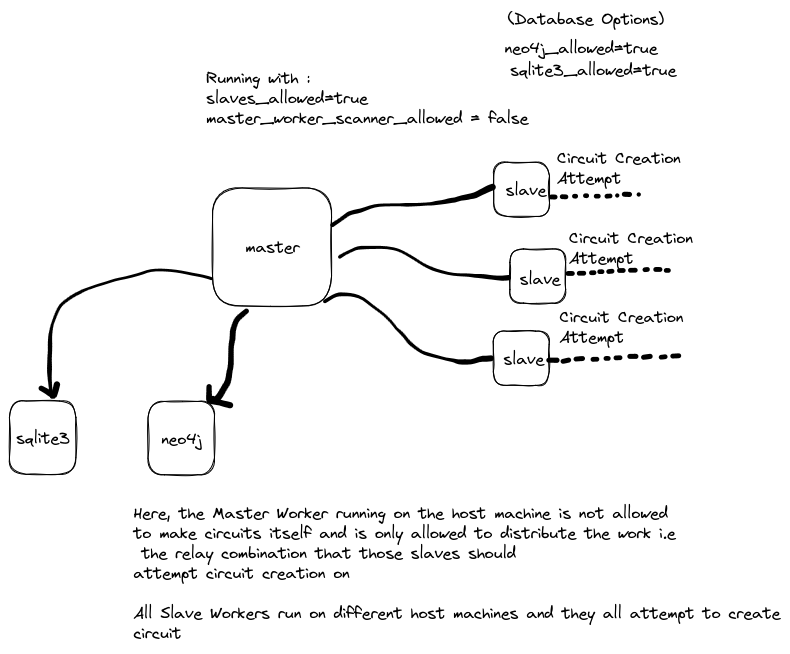 (Database Options)
neo4j_allowed=true
sqlite3_allowed=true
Running with :
slaves_allowed=true
master_worker_scanner_allowed = false
Circuit Creation
Attempt
slave
master
Circuit Creation
Attempt
slave
Circuit Creation
Attempt
slave
sqlite3
neo4j
Here, the Master Worker running on the host machine is not allowed
to make circuits itself and is only allowed to distribute the work i.e
the relay combination that those slaves should
attempt circuit creation on
All Slave Workers run on different host machines and they all attempt to create
circuit